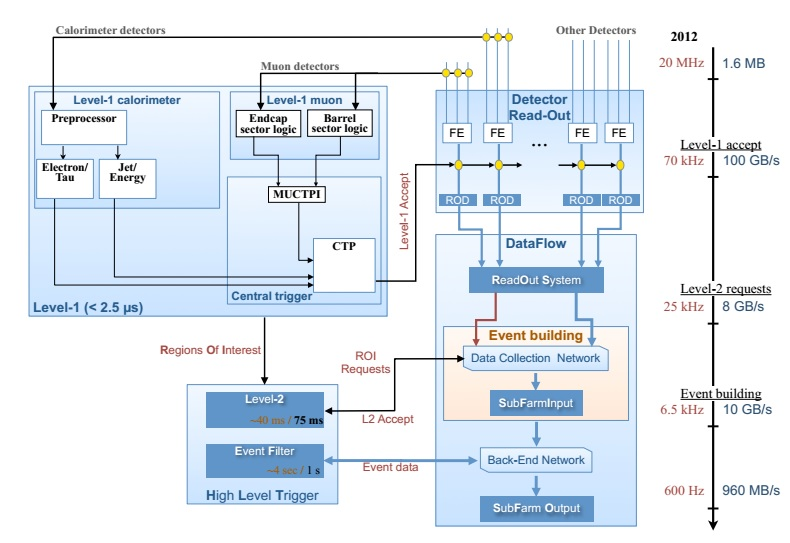 Calorimeter detectors
Other Detectors
2012
Muon detectors
20 MHz
1.6 MB
Level-1 calorimeter
Level-1 muon
Detector
Read-Out
Preprocessor
Endcap
sector logic
Barrel
sector logic
FE
FE
...
FE
FE
Level-1 accept
70 kHz
100 GB/s
Electron/
Tau
Jet/
Energy
MUCTPI
Level-1 Accept
ROD
ROD
ROD
ROD
CTP
DataFlow
ReadOut System
Central trigger
Level-1 (< 2.5 µs)
Level-2 requests
25 kHz
8 GB/s
Event building
Regions Of Interest
ROI
Requests
Data Collection Network
Level-2
~40 ms / 75 ms
L2 Accept
SubFarmInput
Event building
6.5 kHz
10 GB/s
Event Filter
~4 sec / 1 s
Event data
Back-End Network
High Level Trigger
SubFarm Output
600 Hz
960 MB/s